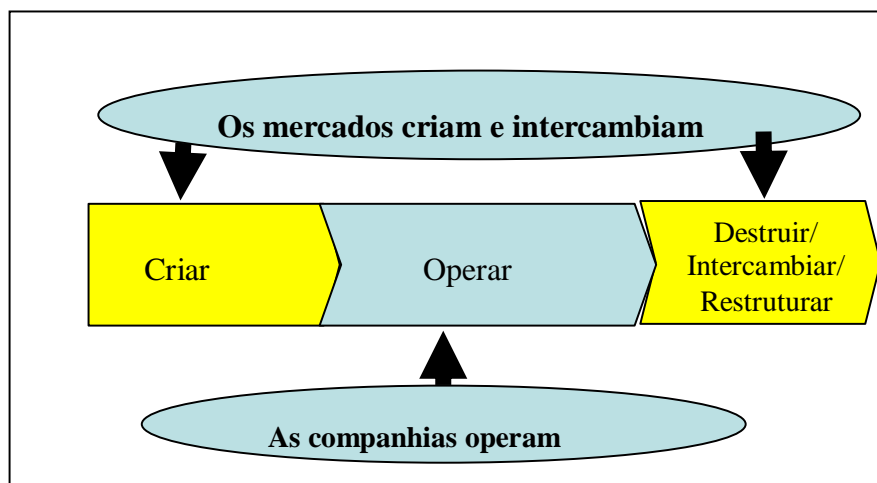 Os mercados criam e intercambiam
Criar
Operar
Destruir/
Intercambiar/
Restruturar
As companhias operam